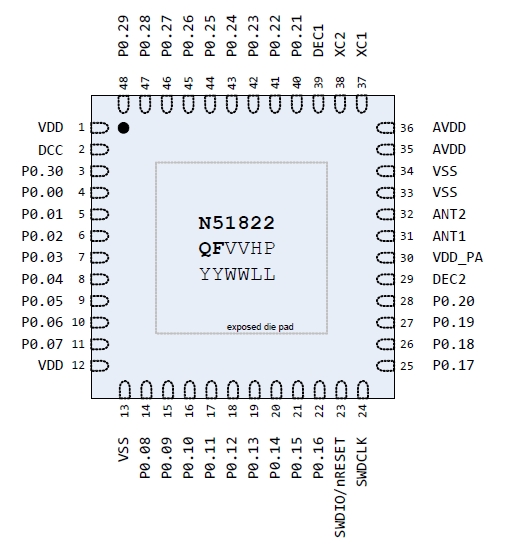 P0.29 P0.28 P0.27 P0.26 P0.25 P0.24 P0.23 P0.22 P0.21 DEC1 XC2 XC1
48 47 46 45 44 43 42 41 40 39 38 37
VDD 1
DCC 2
P0.30 3
P0.00 4
P0.01 5
P0.02 6
P0.03 7
P0.04 8
P0.05 9
P0.06 10
P0.07 11
VDD 12
N51822
QFVVHP
YYWWLL
exposed die pad
36 AVDD
35 AVDD
34 VSS
33 VSS
32 ANT2
31 ANT1
30 VDD_PA
29 DEC2
28 P0.20
27 P0.19
26 P0.18
25 P0.17
13 14 15 16 17 18 19 20 21 22 23 24
VSS P0.08 P0.09 P0.10 P0.11 P0.12 P0.13 P0.14 P0.15 P0.16 SWDIO/nRESET SWDCLK